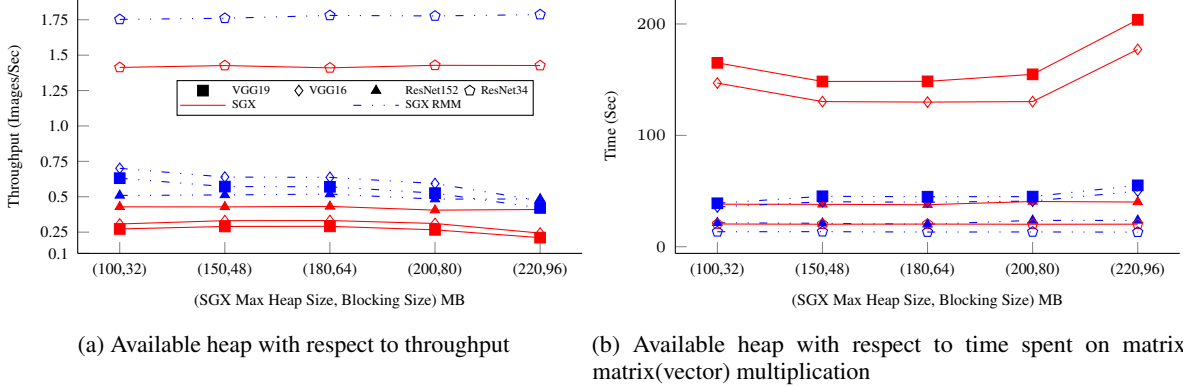 1.75
1.5
1.25
1.0
0.75
0.5
0.25
0.1
Throughput (Images/Sec)
VGG19 VGG16 ResNet152 ResNet34
SGX SGX RMM
(100,32) (150,48) (180,64) (200,80) (220,96)
(SGX Max Heap Size, Blocking Size) MB
(a) Available heap with respect to throughput
200
100
0
Time (Sec)
(100,32) (150,48) (180,64) (200,80) (220,96)
(SGX Max Heap Size, Blocking Size) MB
(b) Available heap with respect to time spent on matrix
matrix(vector) multiplication